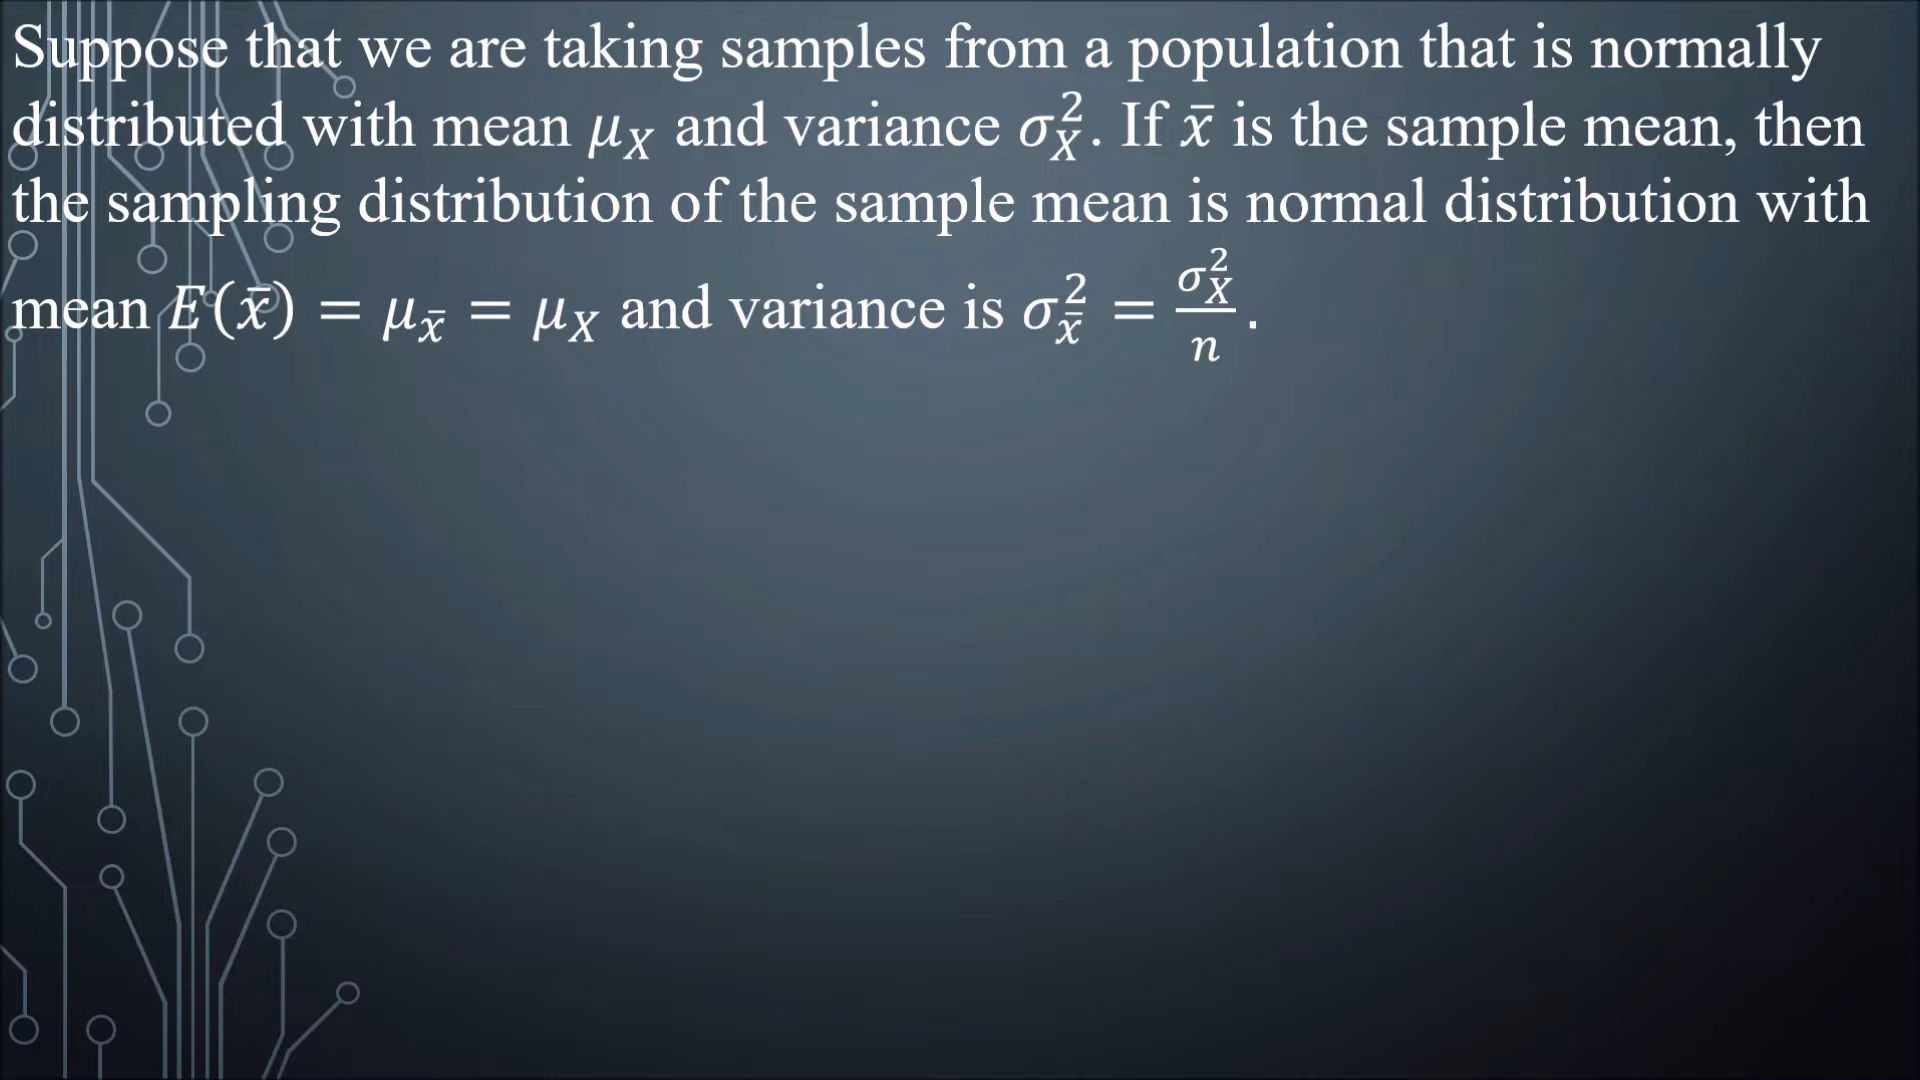 Suppose that we are taking samples from a population that is normally
distributed with mean μ_X and variance σ_X^2. If x̄ is the sample mean, then
the sampling distribution of the sample mean is normal distribution with
mean E(x̄) = μ_x̄ = μ_X and variance is σ_x̄^2 = σ_X^2/n.